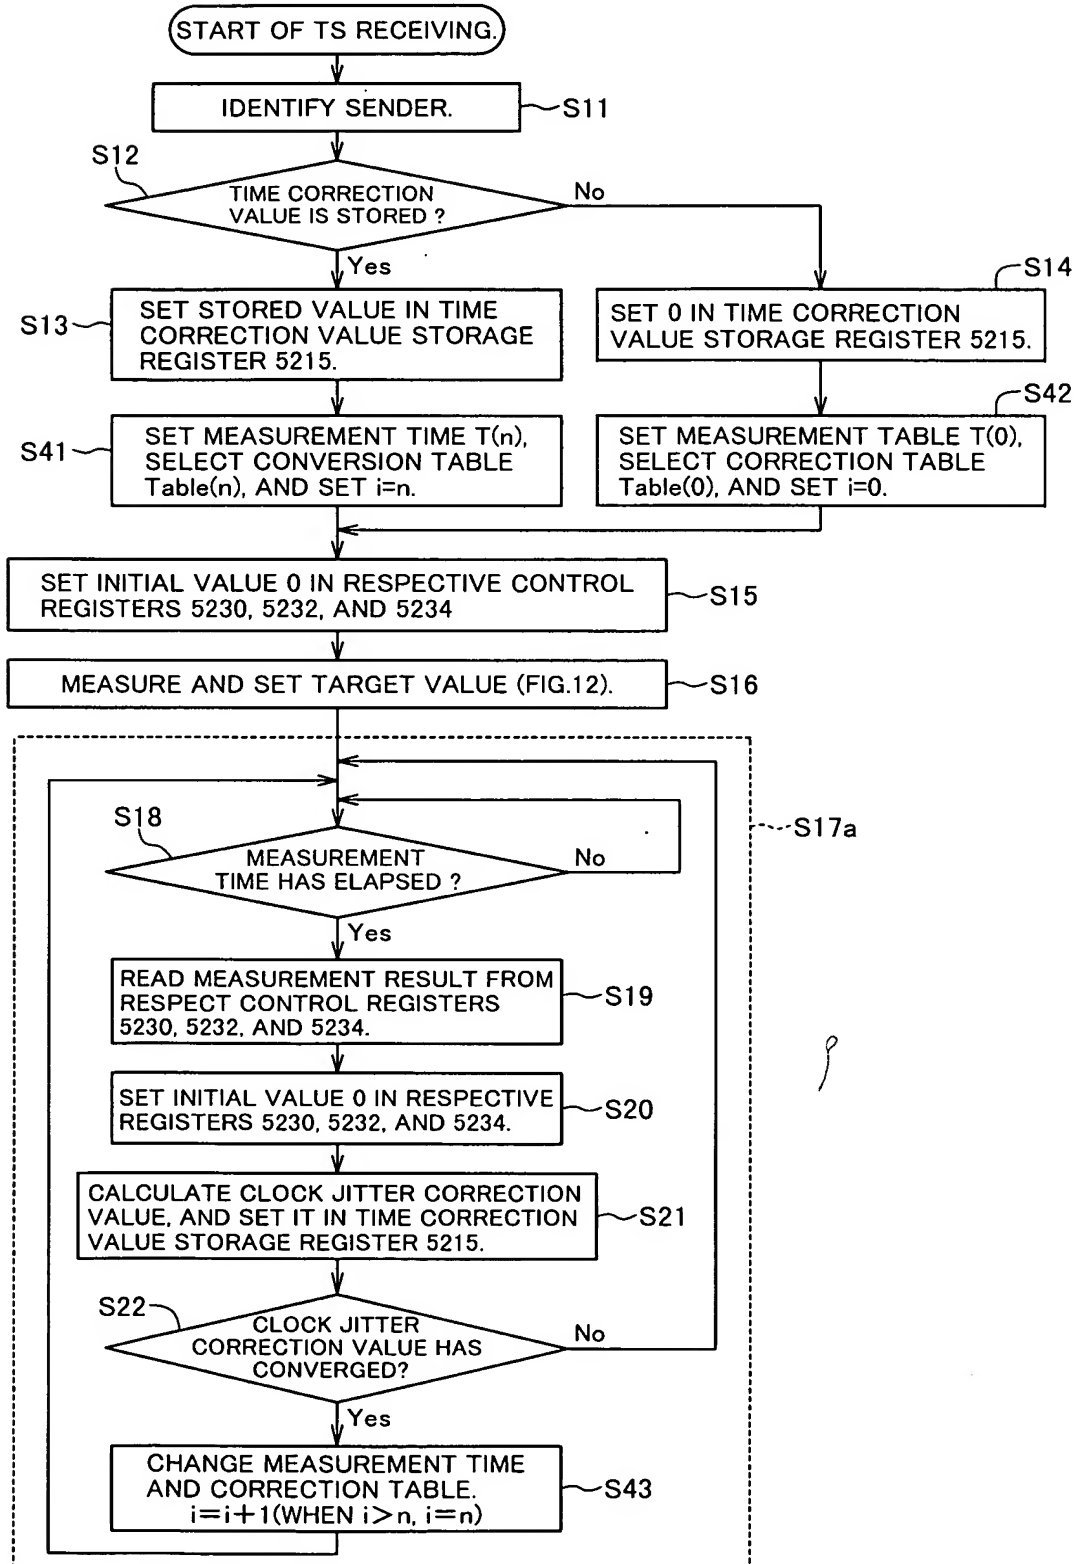 START OF TS RECEIVING.
IDENTIFY SENDER.
S11
S12
TIME CORRECTION
VALUE IS STORED ?
No
Yes
S13
SET STORED VALUE IN TIME
CORRECTION VALUE STORAGE
REGISTER 5215.
S14
SET 0 IN TIME CORRECTION
VALUE STORAGE REGISTER 5215.
S41
SET MEASUREMENT TIME T(n),
SELECT CONVERSION TABLE
Table(n), AND SET i=n.
S42
SET MEASUREMENT TABLE T(0),
SELECT CORRECTION TABLE
Table(0), AND SET i=0.
SET INITIAL VALUE 0 IN RESPECTIVE CONTROL
REGISTERS 5230, 5232, AND 5234
S15
MEASURE AND SET TARGET VALUE (FIG.12).
S16
S17a
S18
MEASUREMENT
TIME HAS ELAPSED ?
No
Yes
READ MEASUREMENT RESULT FROM
RESPECT CONTROL REGISTERS
5230, 5232, AND 5234.
S19
SET INITIAL VALUE 0 IN RESPECTIVE
REGISTERS 5230, 5232, AND 5234.
S20
CALCULATE CLOCK JITTER CORRECTION
VALUE, AND SET IT IN TIME CORRECTION
VALUE STORAGE REGISTER 5215.
S21
S22
CLOCK JITTER
CORRECTION VALUE HAS
CONVERGED?
No
Yes
CHANGE MEASUREMENT TIME
AND CORRECTION TABLE.
i=i+1(WHEN i>n, i=n)
S43